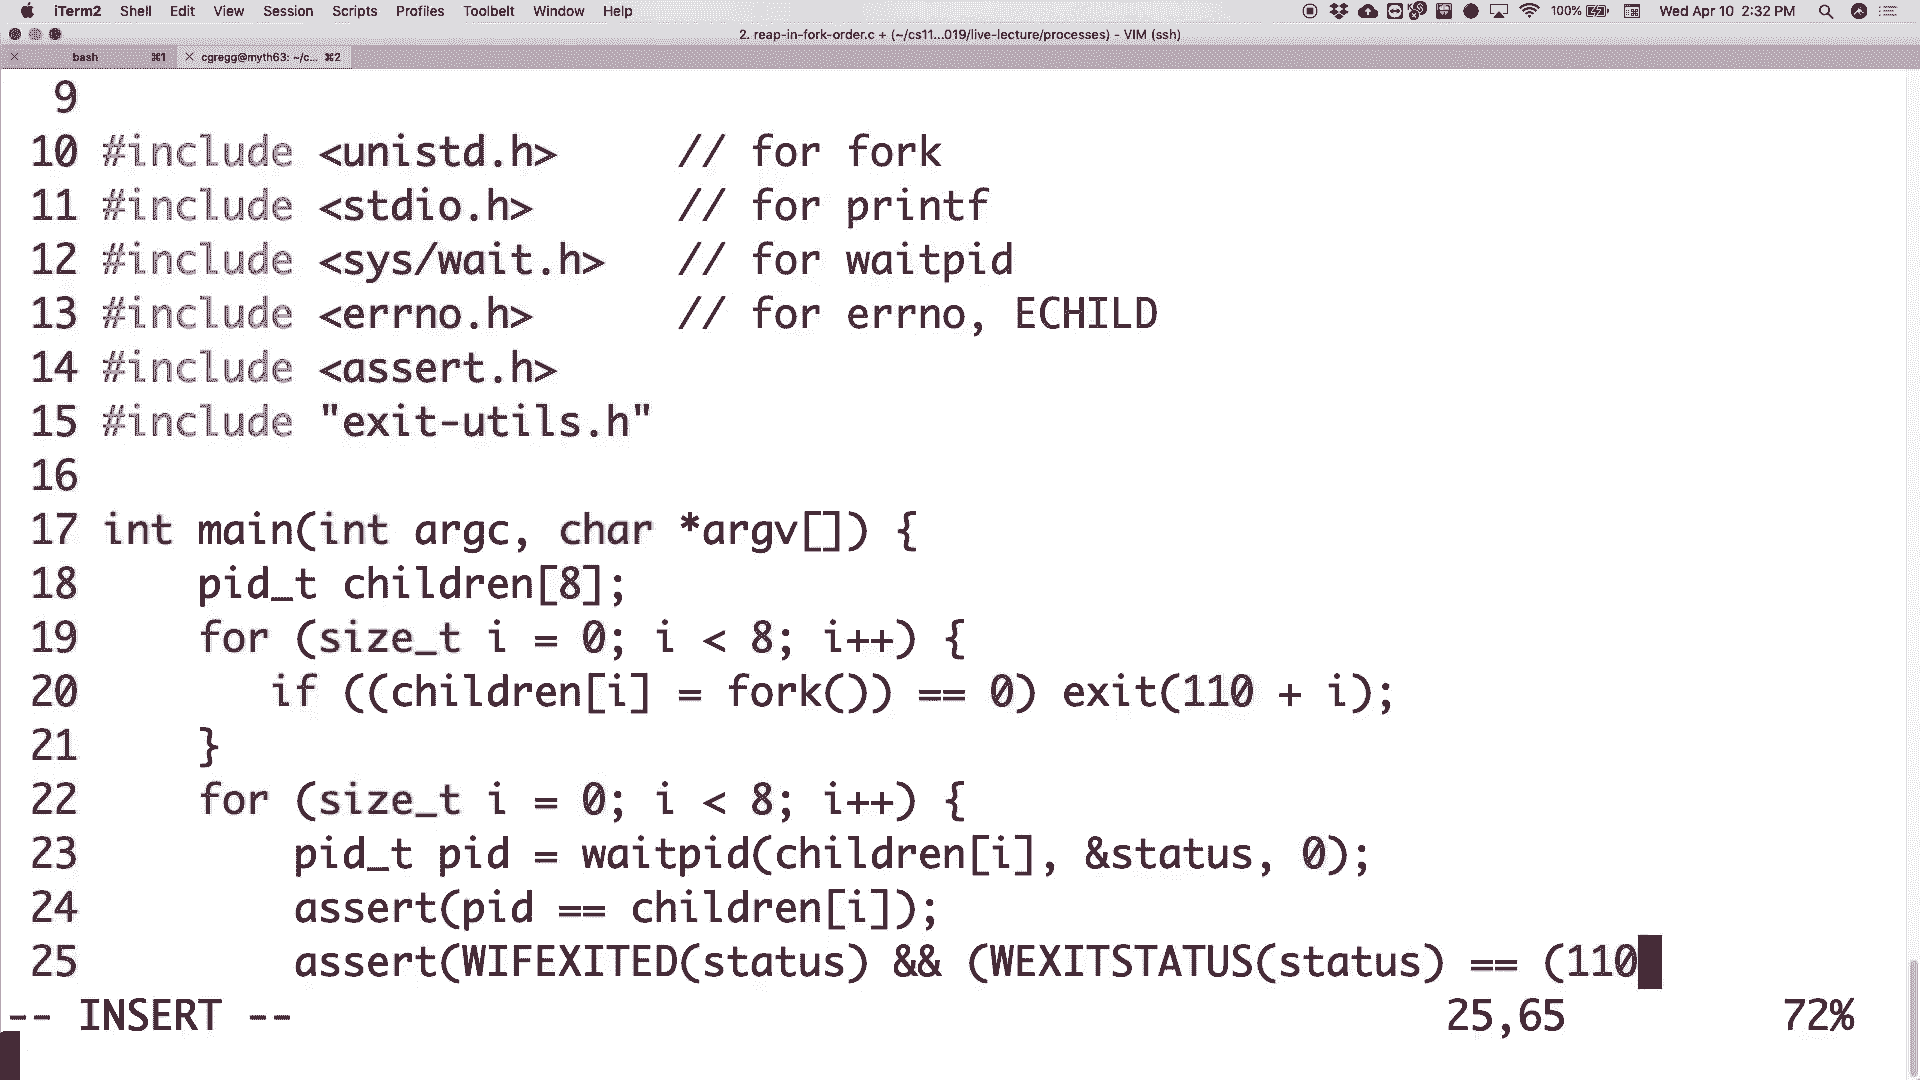 iTerm2 Shell Edit View Session Scripts Profiles Toolbelt Window Help 100% Wed Apr 10 2:32 PM
2. reap-in-fork-order.c + (~/cs11...019/live-lecture/processes) - VIM (ssh)
bash ⌘1 cgregg@myth63: ~/c... ⌘2
9
10 #include <unistd.h>     // for fork
11 #include <stdio.h>      // for printf
12 #include <sys/wait.h>   // for waitpid
13 #include <errno.h>      // for errno, ECHILD
14 #include <assert.h>
15 #include "exit-utils.h"
16
17 int main(int argc, char *argv[]) {
18     pid_t children[8];
19     for (size_t i = 0; i < 8; i++) {
20        if ((children[i] = fork()) == 0) exit(110 + i);
21     }
22     for (size_t i = 0; i < 8; i++) {
23         pid_t pid = waitpid(children[i], &status, 0);
24         assert(pid == children[i]);
25         assert(WIFEXITED(status) && (WEXITSTATUS(status) == (110
-- INSERT -- 25,65 72%